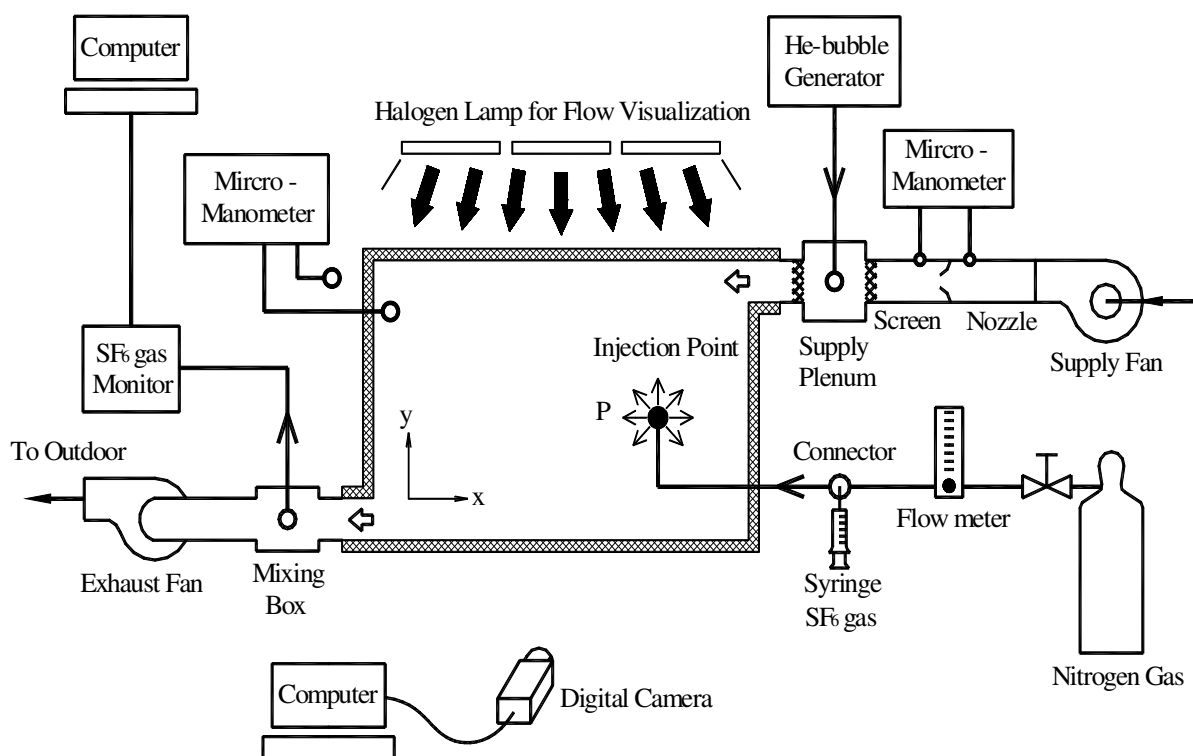 Computer
He-bubble
Generator
Halogen Lamp for Flow Visualization
Mircro -
Manometer
Mircro -
Manometer
Screen
Nozzle
Supply
Plenum
Supply Fan
SF6 gas
Monitor
Injection Point
P
y
x
To Outdoor
Connector
Flow meter
Exhaust Fan
Mixing
Box
Syringe
SF6 gas
Nitrogen Gas
Computer
Digital Camera